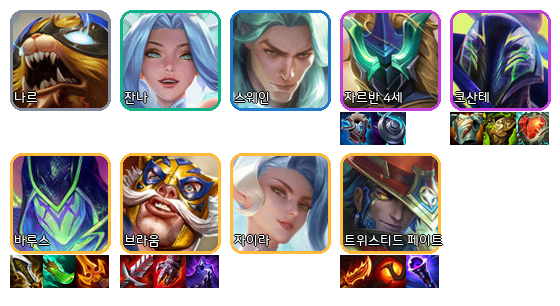 나르
잔나
스웨인
자르반 4세
크산테
바루스
브라움
자이라
트위스티드 페이트